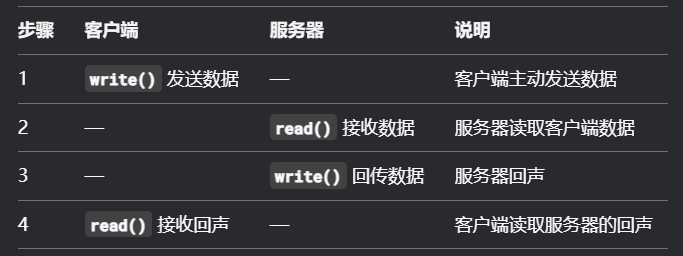 步骤 客户端 服务器 说明
1 write() 发送数据 — 客户端主动发送数据
2 — read() 接收数据 服务器读取客户端数据
3 — write() 回传数据 服务器回声
4 read() 接收回声 — 客户端读取服务器的回声